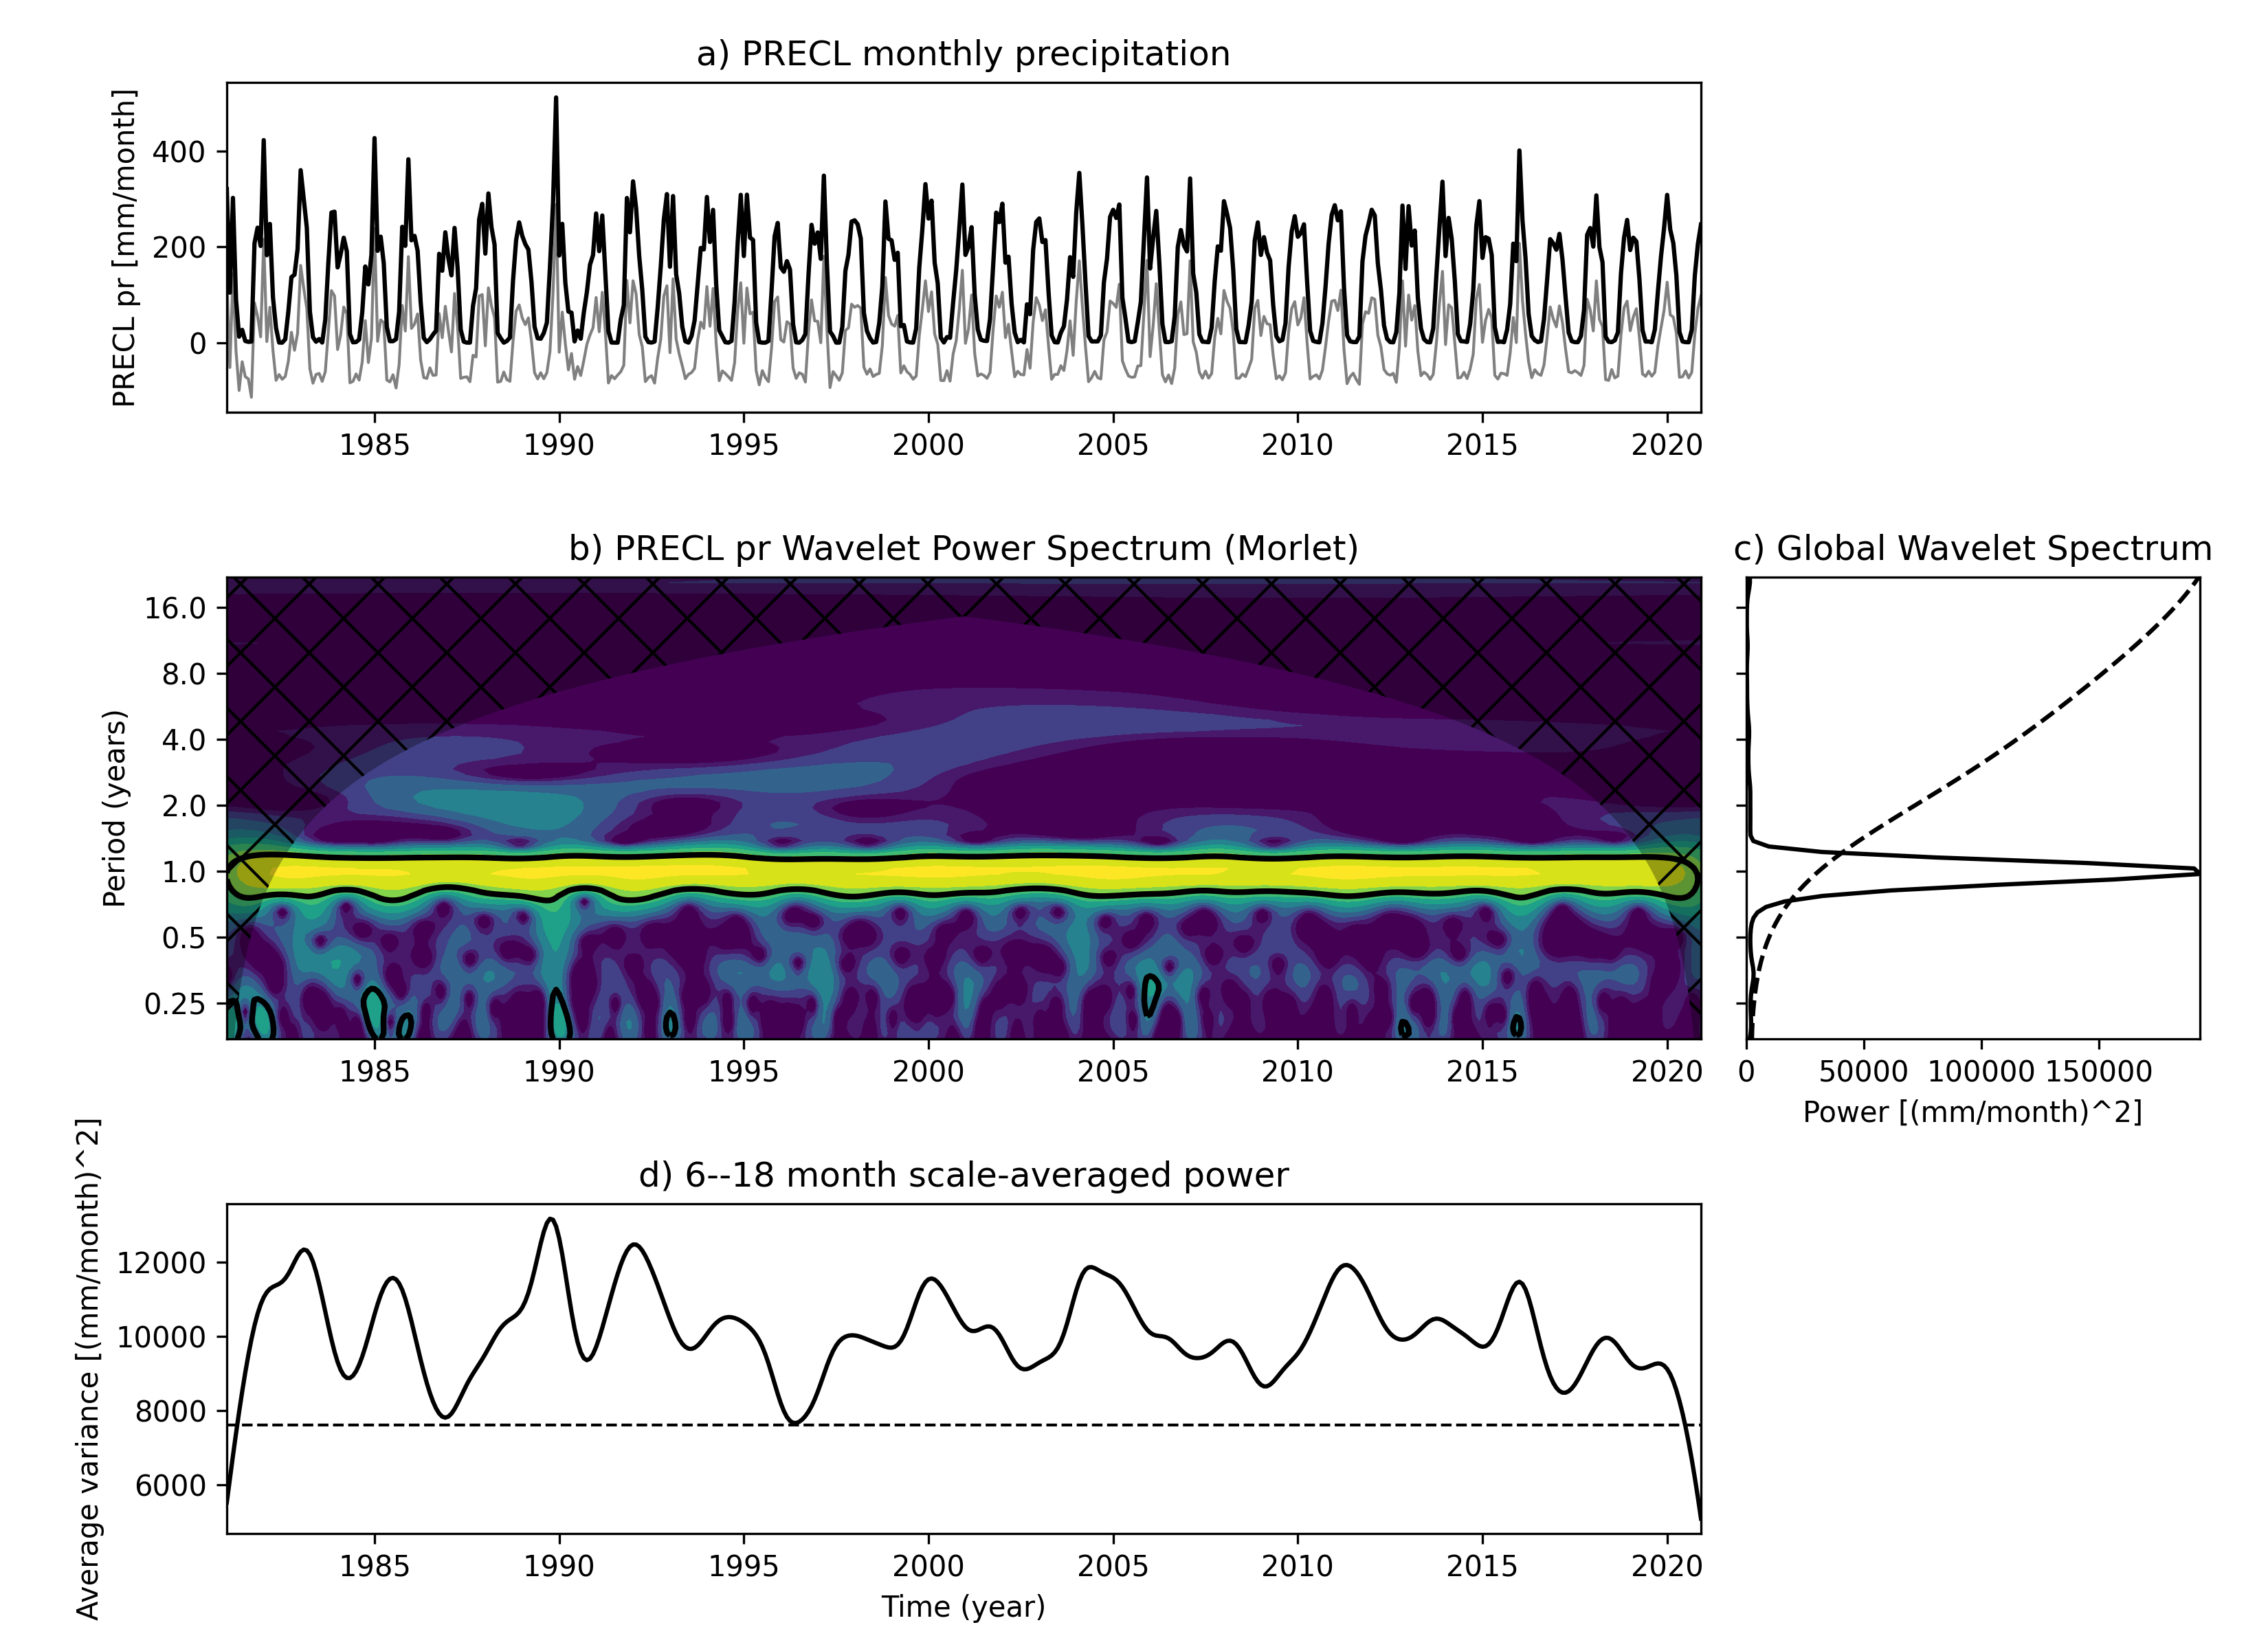 a) PRECL monthly precipitation
PRECL pr [mm/month]
400
200
0
1985 1990 1995 2000 2005 2010 2015 2020
b) PRECL pr Wavelet Power Spectrum (Morlet)
Period (years)
16.0
8.0
4.0
2.0
1.0
0.5
0.25
1985 1990 1995 2000 2005 2010 2015 2020
c) Global Wavelet Spectrum
0 50000 100000 150000
Power [(mm/month)^2]
d) 6--18 month scale-averaged power
Average variance [(mm/month)^2]
12000
10000
8000
6000
1985 1990 1995 2000 2005 2010 2015 2020
Time (year)